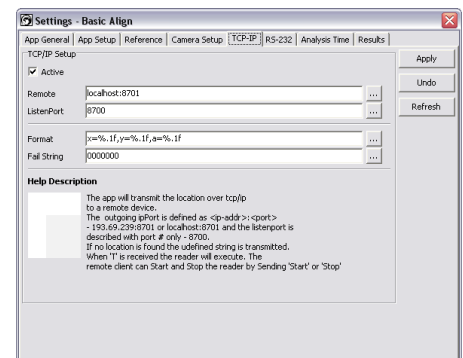 Settings - Basic Align
App General App Setup Reference Camera Setup TCP-IP RS-232 Analysis Time Results
TCP/IP Setup
Active
Remote localhost:8701 ...
ListenPort 8700 ...
Format x=%.1f,y=%.1f,a=%.1f ...
Fail String 0000000 ...
Apply
Undo
Refresh
Help Description
The app will transmit the location over tcp/ip
to a remote device.
The outgoing ipPort is defined as <ip-addr>:<port>
- 193.69.239:8701 or localhost:8701 and the listenport is
described with port # only - 8700.
If no location is found the udefined string is transmitted.
When 'T' is received the reader will execute. The
remote client can Start and Stop the reader by Sending 'Start' or 'Stop'